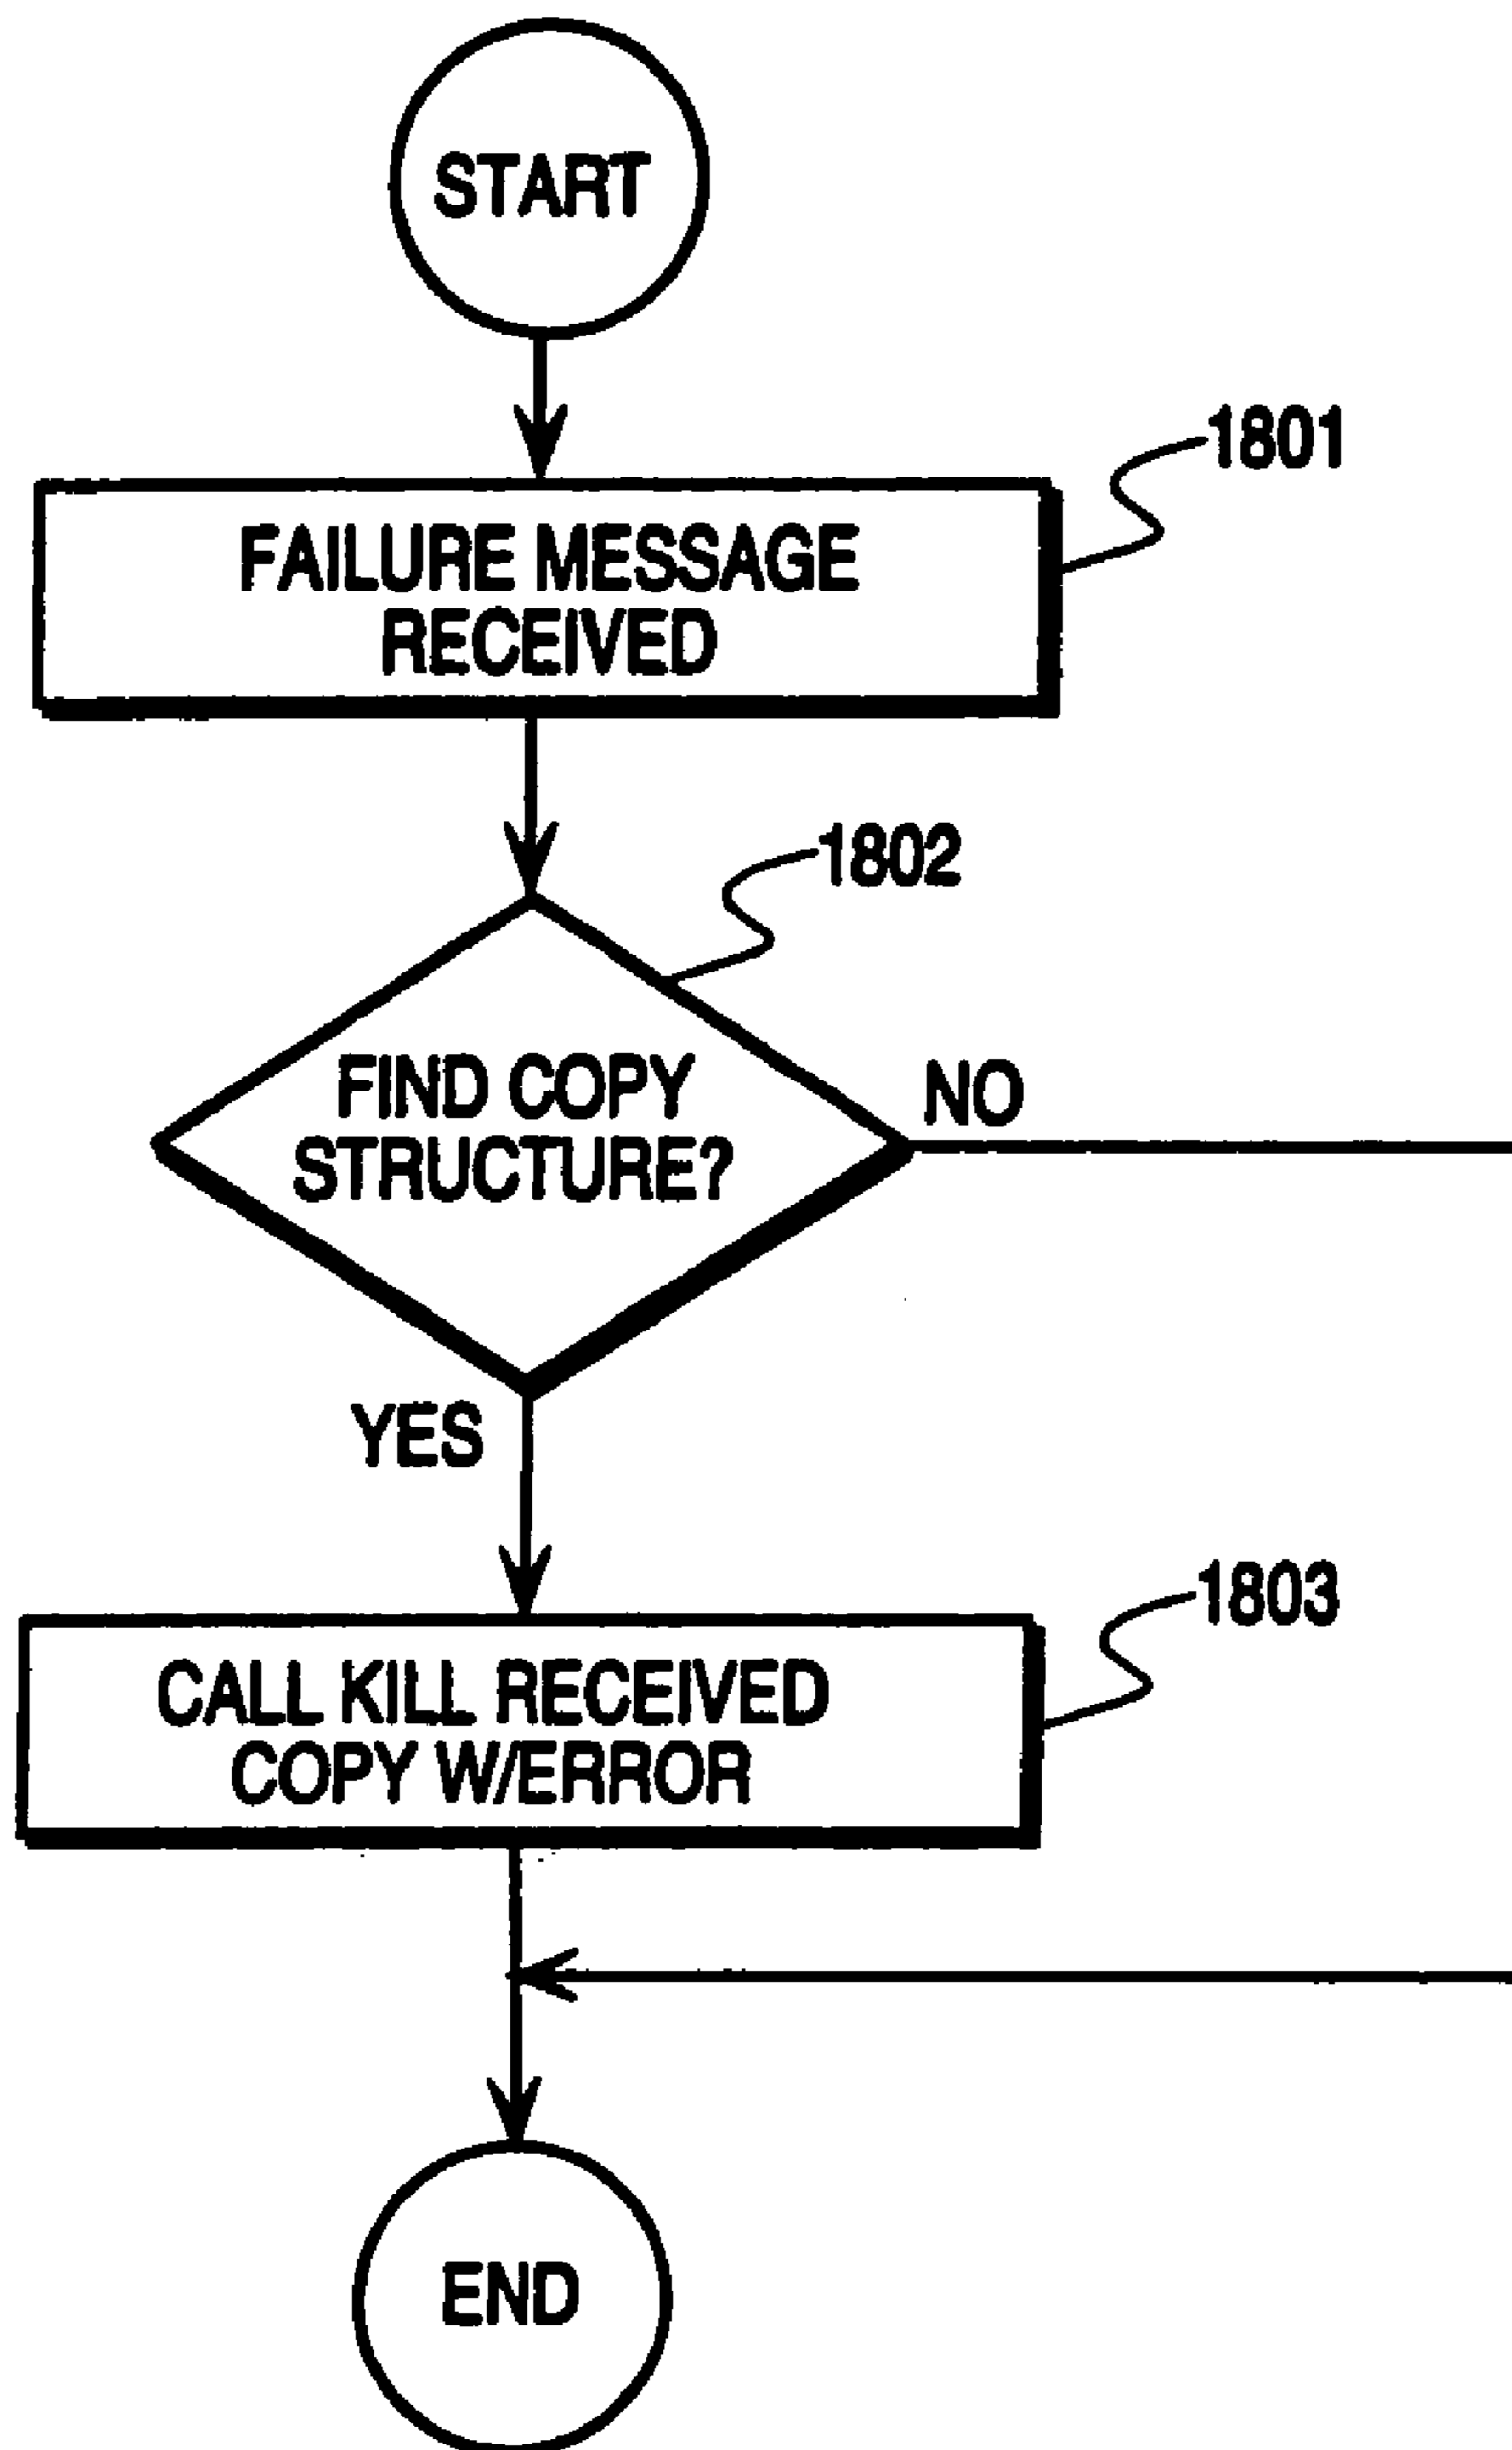 START
1801
FAILURE MESSAGE
RECEIVED
1802
FIND COPY
STRUCTURE?
NO
YES
1803
CALL KILL RECEIVED
COPY W/ERROR
END